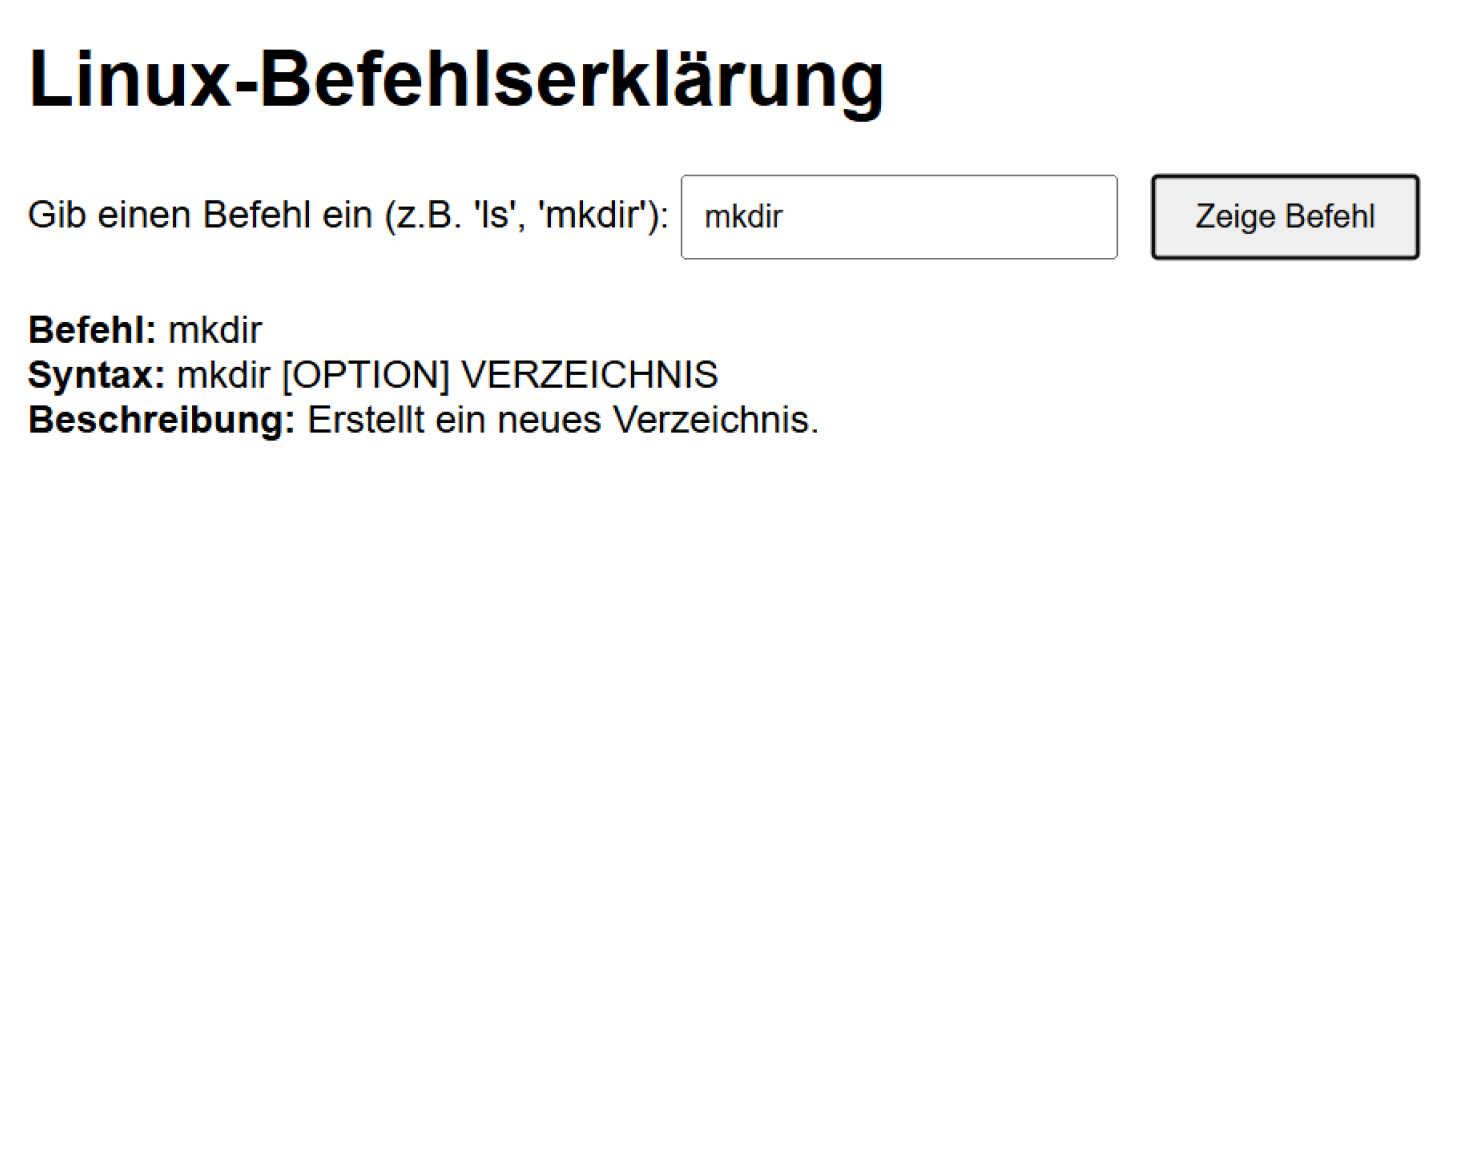 Linux-Befehlserklärung
Gib einen Befehl ein (z.B. 'ls', 'mkdir'): mkdir Zeige Befehl
Befehl: mkdir
Syntax: mkdir [OPTION] VERZEICHNIS
Beschreibung: Erstellt ein neues Verzeichnis.